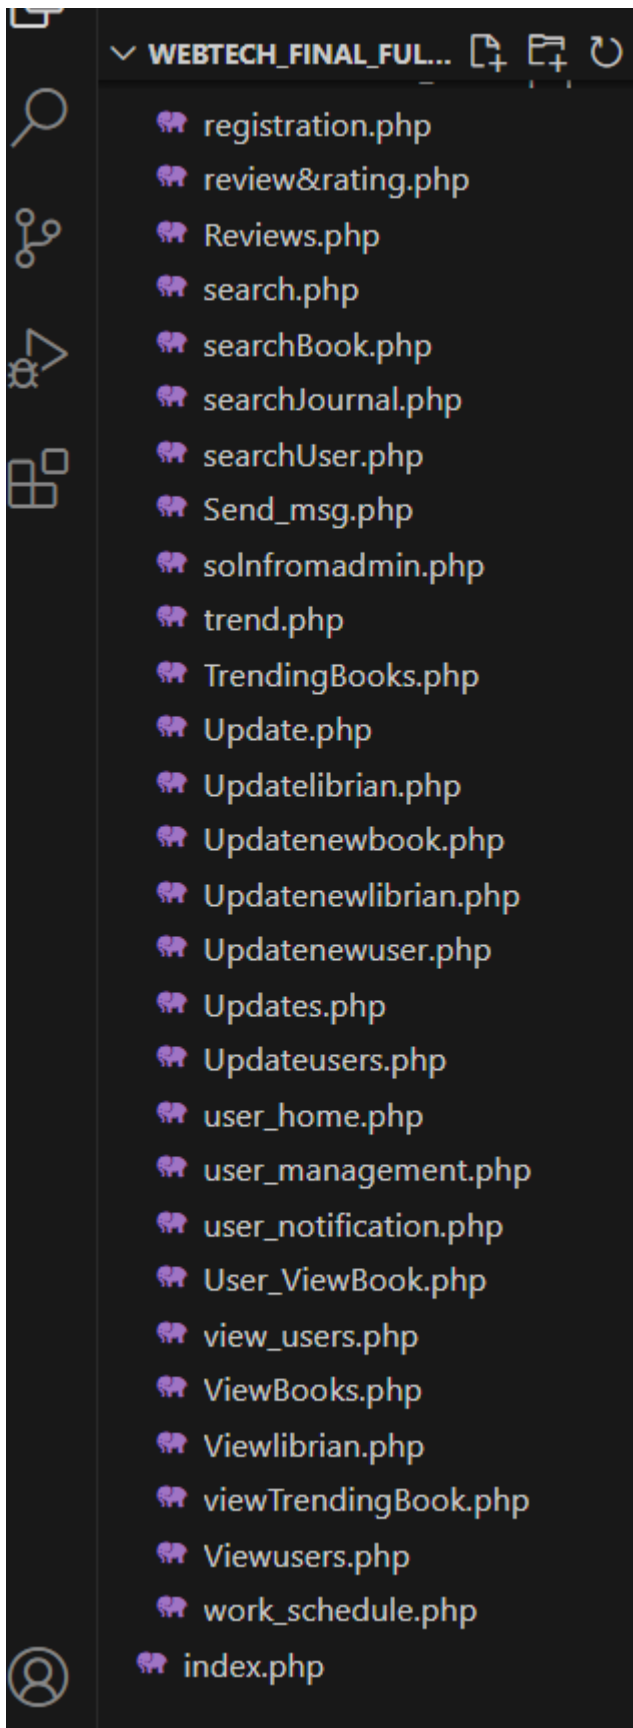 WEBTECH_FINAL_FUL...
registration.php
review&rating.php
Reviews.php
search.php
searchBook.php
searchJournal.php
searchUser.php
Send_msg.php
solnfromadmin.php
trend.php
TrendingBooks.php
Update.php
Updatelibrian.php
Updatenewbook.php
Updatenewlibrian.php
Updatenewuser.php
Updates.php
Updateusers.php
user_home.php
user_management.php
user_notification.php
User_ViewBook.php
view_users.php
ViewBooks.php
Viewlibrian.php
viewTrendingBook.php
Viewusers.php
work_schedule.php
index.php